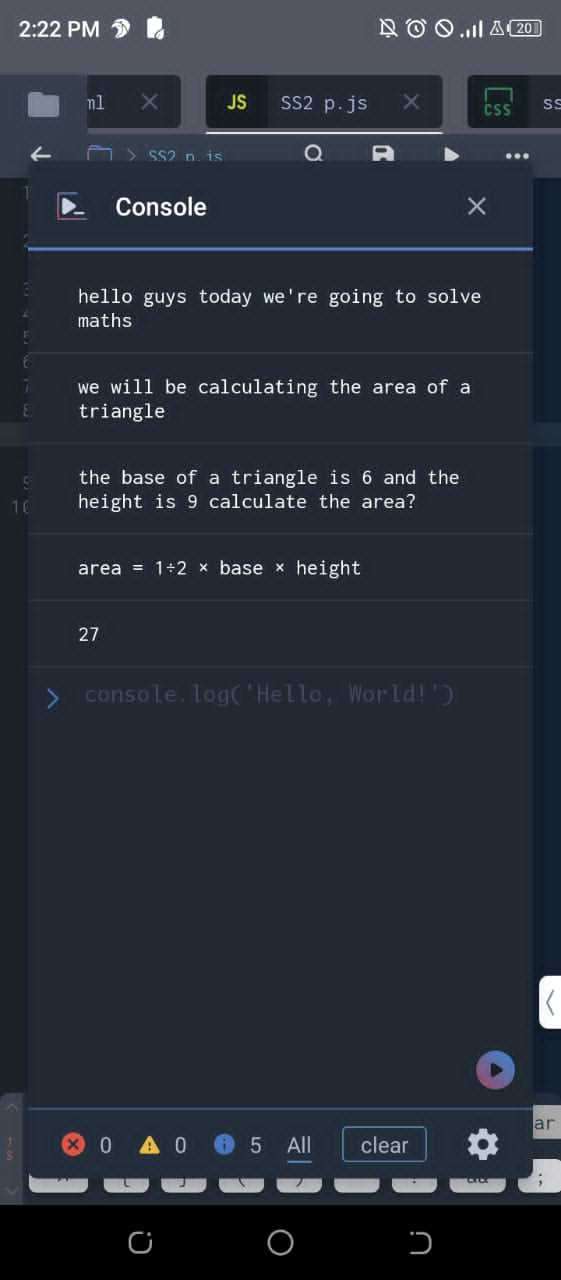 2:22 PM
20
ml
JS SS2 p.js
CSS ss
SS2 p.js
Console
hello guys today we're going to solve
maths
we will be calculating the area of a
triangle
the base of a triangle is 6 and the
height is 9 calculate the area?
area = 1÷2 × base × height
27
console.log('Hello, World!')
0 0 5 All clear
ar
;